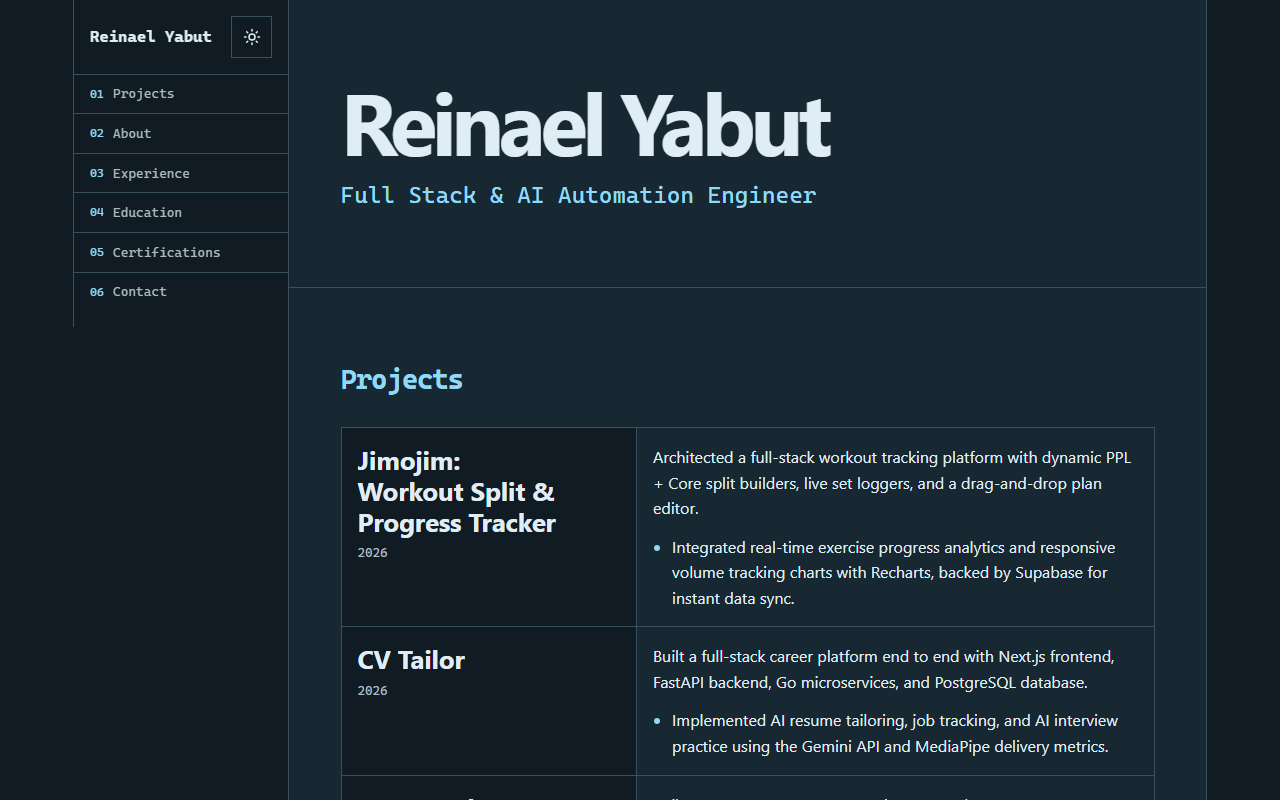 Reinael Yabut
01 Projects
02 About
03 Experience
04 Education
05 Certifications
06 Contact
Reinael Yabut
Full Stack & AI Automation Engineer
Projects
Jimojim:
Workout Split &
Progress Tracker
2026
Architected a full-stack workout tracking platform with dynamic PPL
+ Core split builders, live set loggers, and a drag-and-drop plan
editor.
• Integrated real-time exercise progress analytics and responsive
volume tracking charts with Recharts, backed by Supabase for
instant data sync.
CV Tailor
2026
Built a full-stack career platform end to end with Next.js frontend,
FastAPI backend, Go microservices, and PostgreSQL database.
• Implemented AI resume tailoring, job tracking, and AI interview
practice using the Gemini API and MediaPipe delivery metrics.